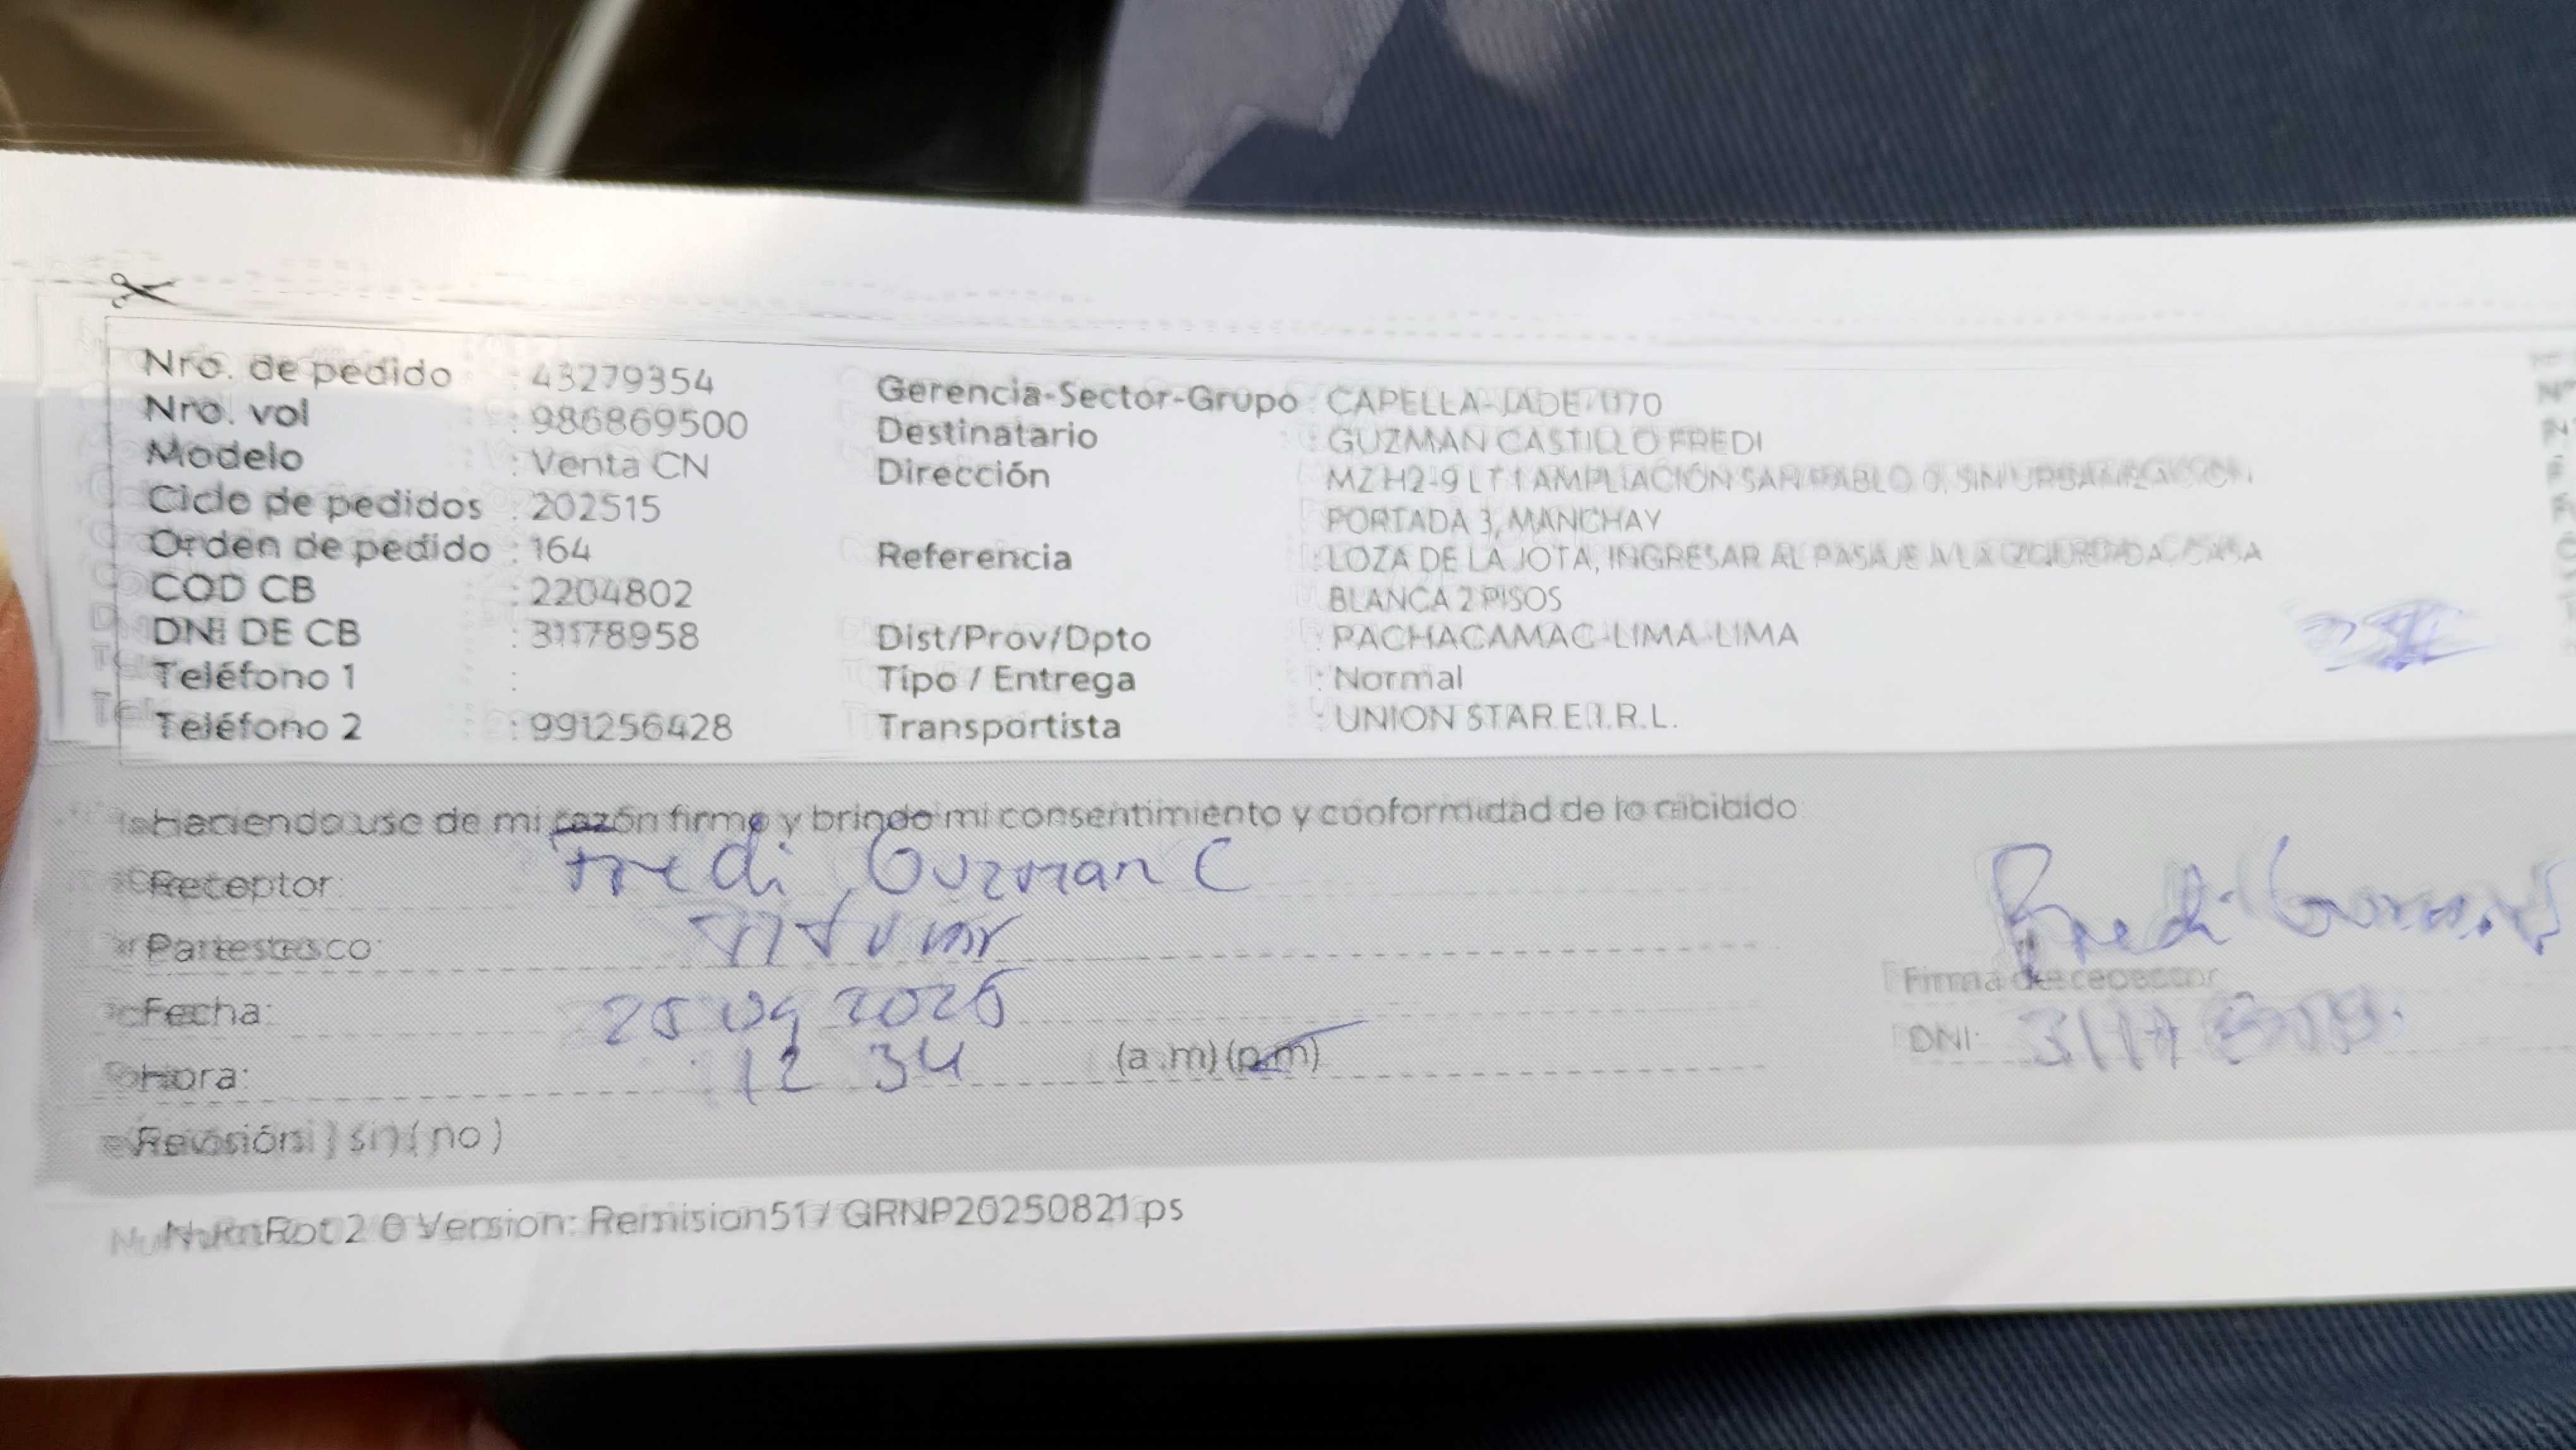 Nro. de pedido : 43279354
Nro. vol : 986869500
Modelo : Venta CN
Ciclo de pedidos : 202515
Orden de pedido : 164
COD CB : 2204802
DNI DE CB : 31178958
Teléfono 1 :
Teléfono 2 : 991256428
Gerencia-Sector-Grupo : CAPELLA-JADE-
Destinatario : GUZMAN CASTILLO FREDI
Dirección : MZ H2-9 LT 1 AMPLIACIÓN SAN PABLO 0, SIN
PORTADA 3, MANCHAY
Referencia : LOZA DE LA JOTA, INGRESAR AL PASAJE A LA IZQUIERDA, CASA
BLANCA 2 PISOS
Dist/Prov/Dpto : PACHACAMAC-LIMA-LIMA
Tipo / Entrega : Normal
Transportista : UNION STAR E.I.R.L.
Haciendo uso de mi razón firmo y brindo mi consentimiento y conformidad de lo recibido
Receptor: Fredi Guzman C
Parentesco: Titular
Fecha: 25 09 2025
Hora: 12 34 (a.m) (p.m)
Revisión: si ( no )
Fredi
Firma de receptor
DNI:
2.0 Version: Remision51 / GRNP20250821.ps